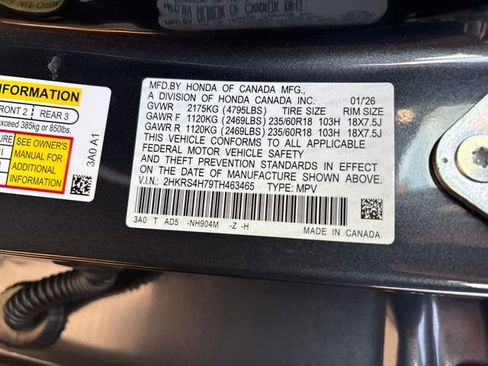 MFD.BY HONDA OF CANADA MFG.,
A DIVISION OF HONDA CANADA INC. 01/26
GVWR 2175KG (4795LBS) TIRE SIZE RIM SIZE
GAWR F 1120KG (2469LBS) 235/60R18 103H 18X7.5J
GAWR R 1120KG (2469LBS) 235/60R18 103H 18X7.5J
THIS VEHICLE CONFORMS TO ALL APPLICABLE
FEDERAL MOTOR VEHICLE SAFETY
AND THEFT PREVENTION STANDARDS IN EFFECT
ON THE DATE OF MANUFACTURE SHOWN ABOVE.
V.I.N.: 2HKRS4H79TH463465 TYPE: MPV
3A0 T AD5 -NH904M -Z -H
MADE IN CANADA
INFORMATION
FRONT 2 REAR 3
exceed 385kg or 850lbs.
SEE OWNER'S
MANUAL FOR
ADDITIONAL
INFORMATION
3A0 A1